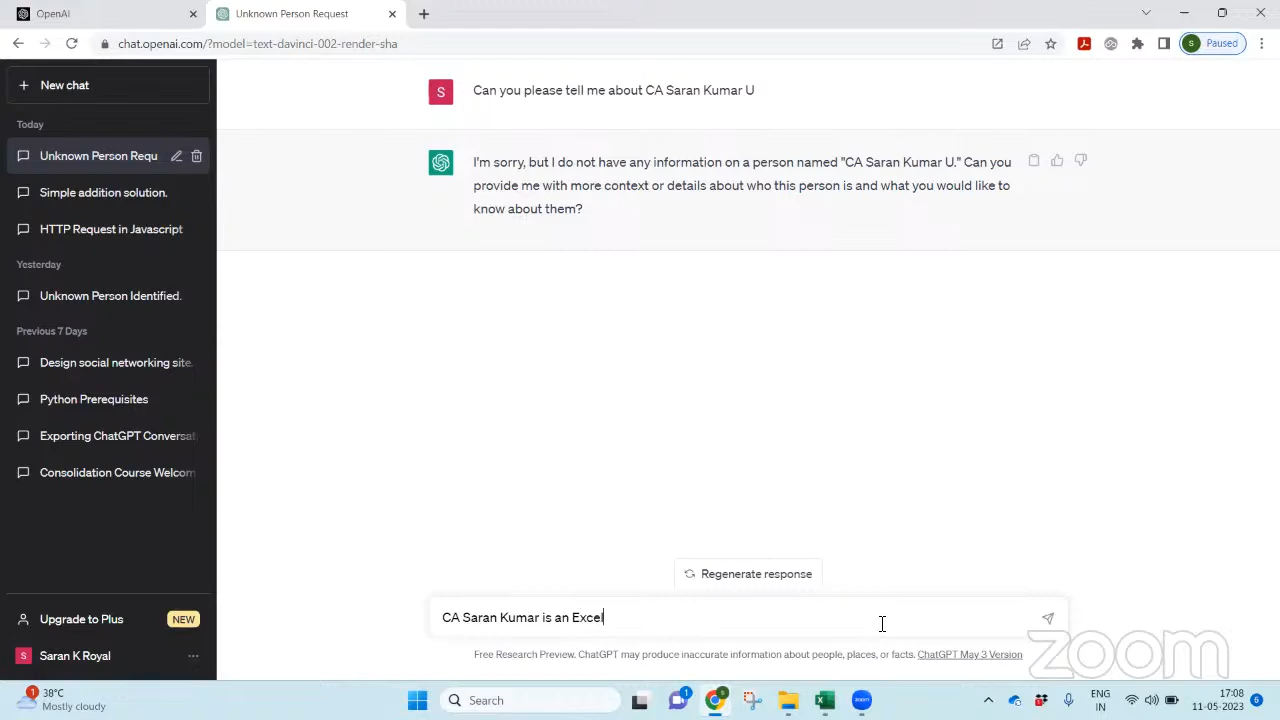 OpenAI
Unknown Person Request
chat.openai.com/?model=text-davinci-002-render-sha
S Paused
New chat
Today
Unknown Person Requ
Simple addition solution.
HTTP Request in Javascript
Yesterday
Unknown Person Identified.
Previous 7 Days
Design social networking site.
Python Prerequisites
Exporting ChatGPT Conversat
Consolidation Course Welcom
Upgrade to Plus NEW
S Saran K Royal
S Can you please tell me about CA Saran Kumar U
I'm sorry, but I do not have any information on a person named "CA Saran Kumar U." Can you
provide me with more context or details about who this person is and what you would like to
know about them?
Regenerate response
CA Saran Kumar is an Excel
Free Research Preview. ChatGPT may produce inaccurate information about people, places, or facts. ChatGPT May 3 Version
zoom
1 38°C
Mostly cloudy
Search
1
S
zoom
ENG
IN
17:08
11-05-2023
6